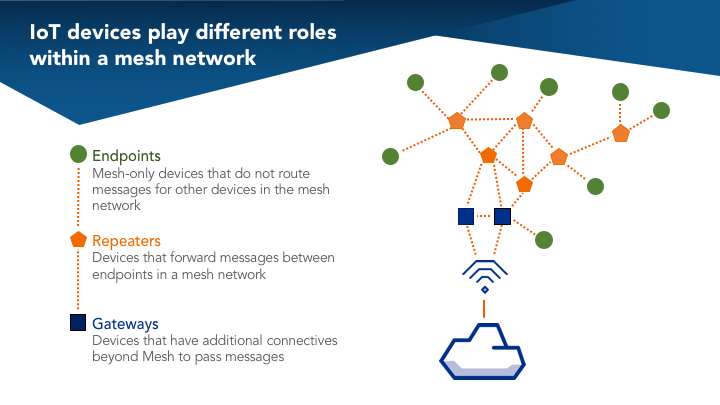 IoT devices play different roles
within a mesh network
Endpoints
Mesh-only devices that do not route
messages for other devices in the mesh
network
Repeaters
Devices that forward messages between
endpoints in a mesh network
Gateways
Devices that have additional connectives
beyond Mesh to pass messages